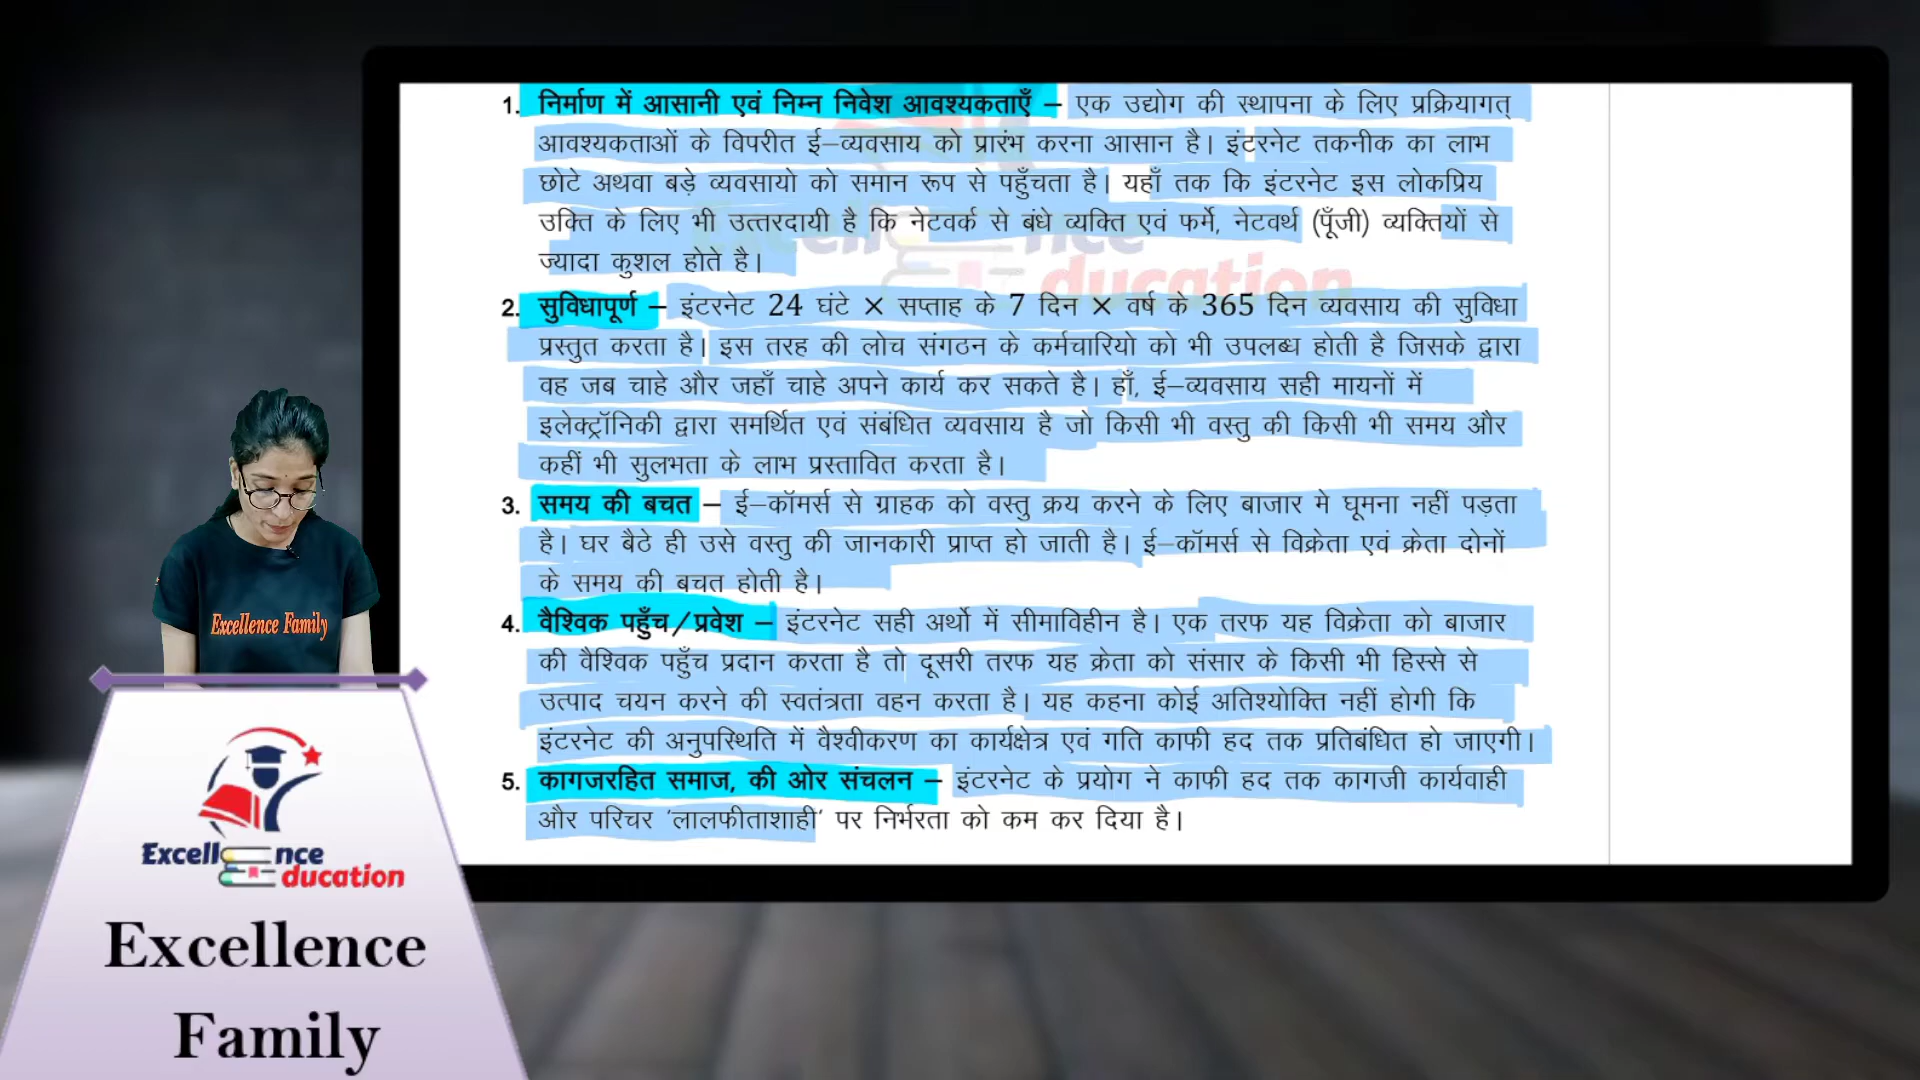 1. निर्माण में आसानी एवं निम्न निवेश आवश्यकताएँ – एक उद्योग की स्थापना के लिए प्रक्रियागत्
आवश्यकताओं के विपरीत ई–व्यवसाय को प्रारंभ करना आसान है। इंटरनेट तकनीक का लाभ
छोटे अथवा बड़े व्यवसायो को समान रूप से पहुँचता है। यहाँ तक कि इंटरनेट इस लोकप्रिय
उक्ति के लिए भी उत्तरदायी है कि नेटवर्क से बंधे व्यक्ति एवं फर्मे, नेटवर्थ (पूँजी) व्यक्तियों से
ज्यादा कुशल होते है।
2. सुविधापूर्ण – इंटरनेट 24 घंटे × सप्ताह के 7 दिन × वर्ष के 365 दिन व्यवसाय की सुविधा
प्रस्तुत करता है। इस तरह की लोच संगठन के कर्मचारियो को भी उपलब्ध होती है जिसके द्वारा
वह जब चाहे और जहाँ चाहे अपने कार्य कर सकते है। हाँ, ई–व्यवसाय सही मायनों में
इलेक्ट्रॉनिकी द्वारा समर्थित एवं संबंधित व्यवसाय है जो किसी भी वस्तु की किसी भी समय और
कहीं भी सुलभता के लाभ प्रस्तावित करता है।
3. समय की बचत – ई–कॉमर्स से ग्राहक को वस्तु क्रय करने के लिए बाजार मे घूमना नहीं पड़ता
है। घर बैठे ही उसे वस्तु की जानकारी प्राप्त हो जाती है। ई–कॉमर्स से विक्रेता एवं क्रेता दोनों
के समय की बचत होती है।
4. वैश्विक पहुँच/प्रवेश – इंटरनेट सही अर्थो में सीमाविहीन है। एक तरफ यह विक्रेता को बाजार
की वैश्विक पहुँच प्रदान करता है तो दूसरी तरफ यह क्रेता को संसार के किसी भी हिस्से से
उत्पाद चयन करने की स्वतंत्रता वहन करता है। यह कहना कोई अतिश्योक्ति नहीं होगी कि
इंटरनेट की अनुपस्थिति में वैश्वीकरण का कार्यक्षेत्र एवं गति काफी हद तक प्रतिबंधित हो जाएगी।
5. कागजरहित समाज, की ओर संचलन – इंटरनेट के प्रयोग ने काफी हद तक कागजी कार्यवाही
और परिचर 'लालफीताशाही' पर निर्भरता को कम कर दिया है।
Excellence Family
Excellence
Education
Excellence
Family